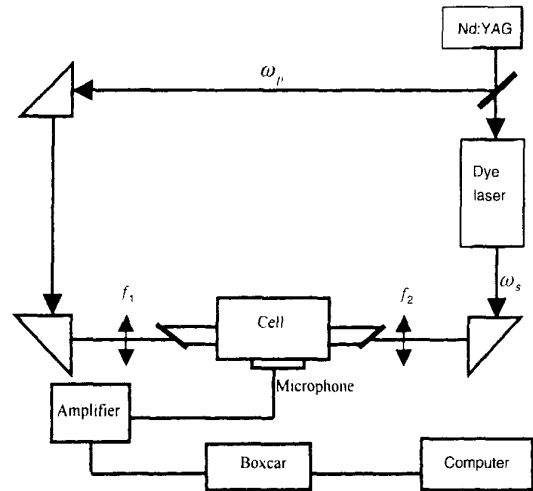 Nd:YAG
ω_p
Dye
laser
ω_s
f_1
Cell
f_2
Microphone
Amplifier
Boxcar
Computer